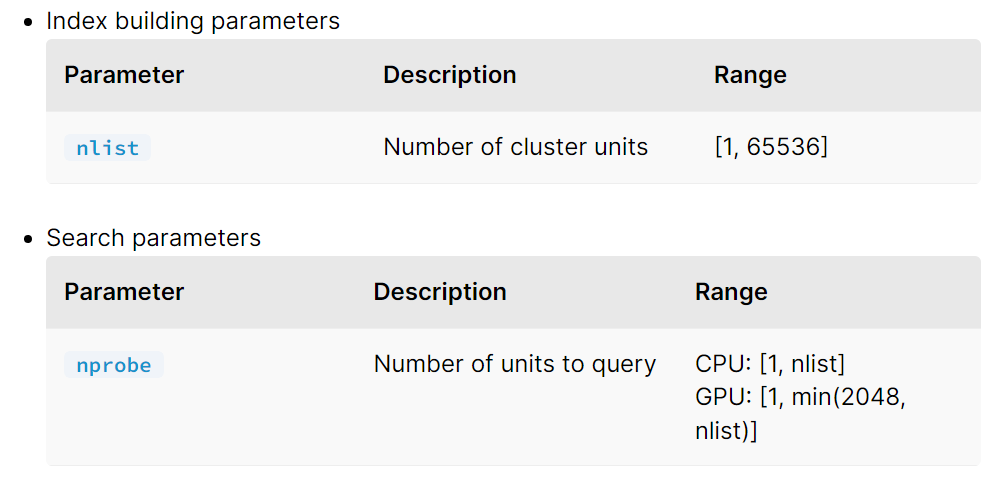 Index building parameters
Parameter Description Range
nlist Number of cluster units [1, 65536]
Search parameters
Parameter Description Range
nprobe Number of units to query CPU: [1, nlist]
GPU: [1, min(2048,
nlist)]